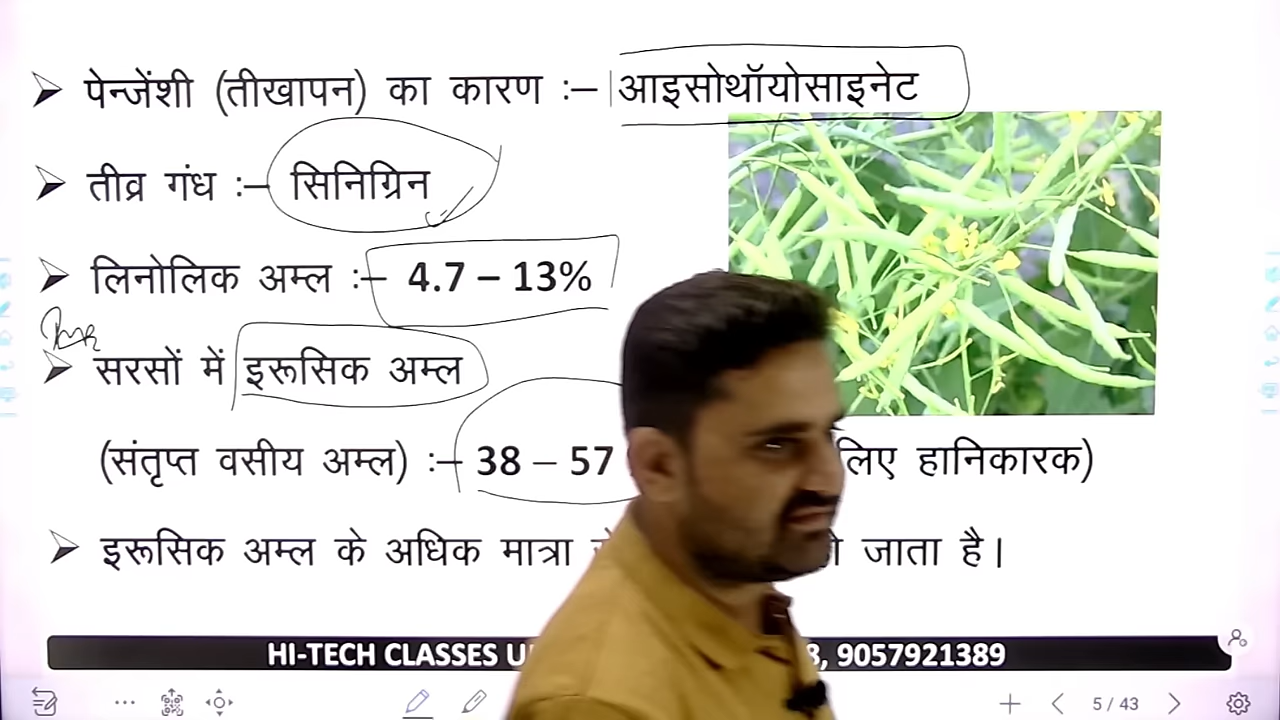 ➢ पेन्जेंशी (तीखापन) का कारण :– आइसोथॉयोसाइनेट
➢ तीव्र गंध :– सिनिग्रिन
➢ लिनोलिक अम्ल :– 4.7 – 13%
➢ सरसों में इरूसिक अम्ल
(संतृप्त वसीय अम्ल) :– 38 – 57 लिए हानिकारक)
➢ इरूसिक अम्ल के अधिक मात्रा जाता है।
HI-TECH CLASSES 9057921389
5 / 43